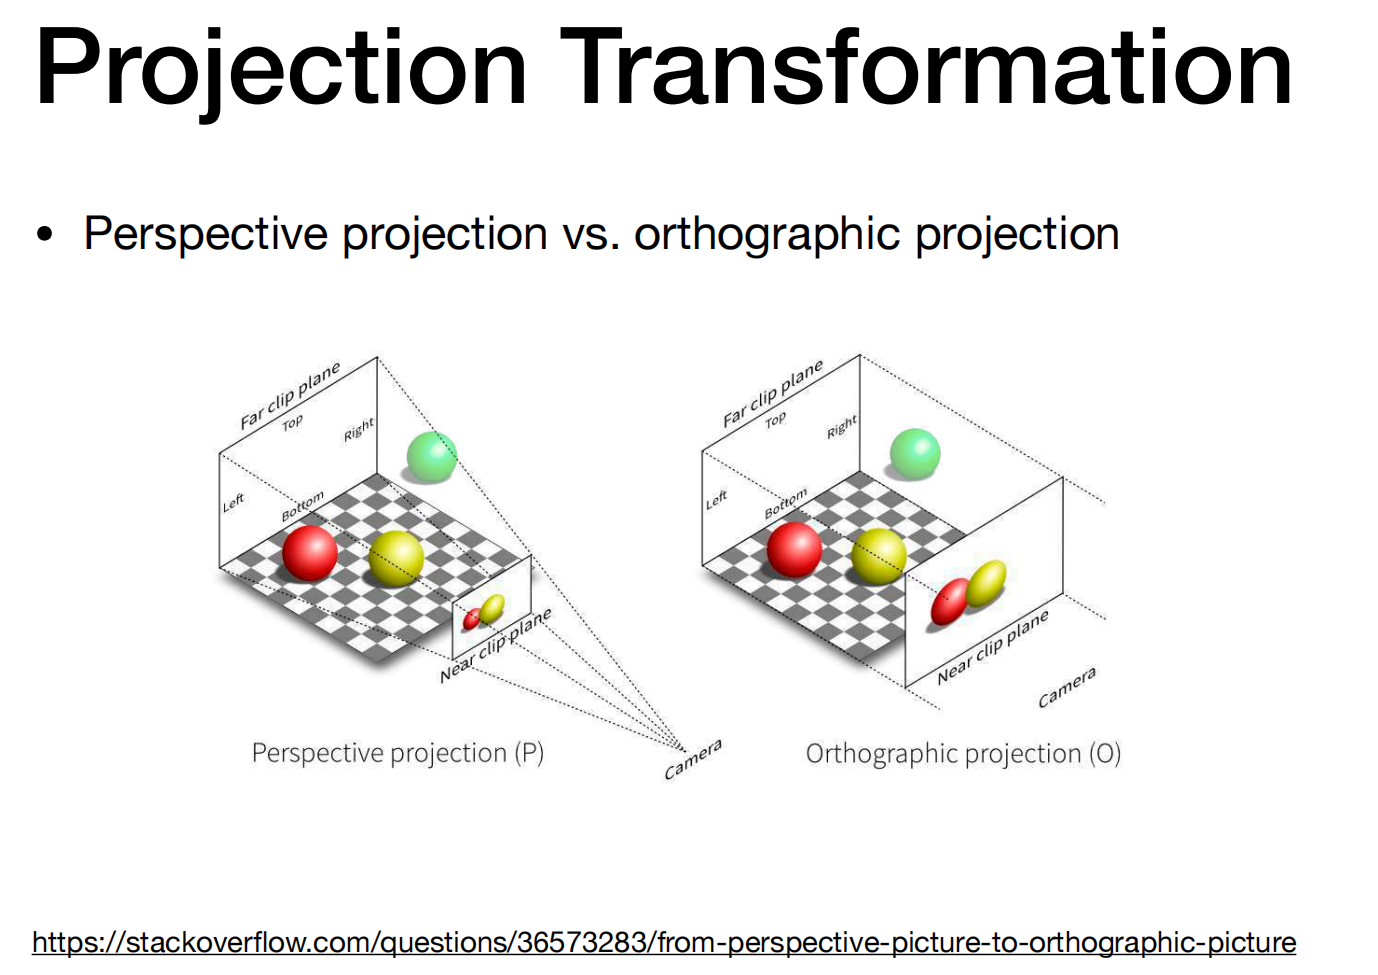 Projection Transformation
• Perspective projection vs. orthographic projection
Far clip plane
Top
Right
Left
Bottom
Near clip plane
Camera
Perspective projection (P)
Far clip plane
Top
Right
Left
Bottom
Near clip plane
Camera
Orthographic projection (O)
https://stackoverflow.com/questions/36573283/from-perspective-picture-to-orthographic-picture